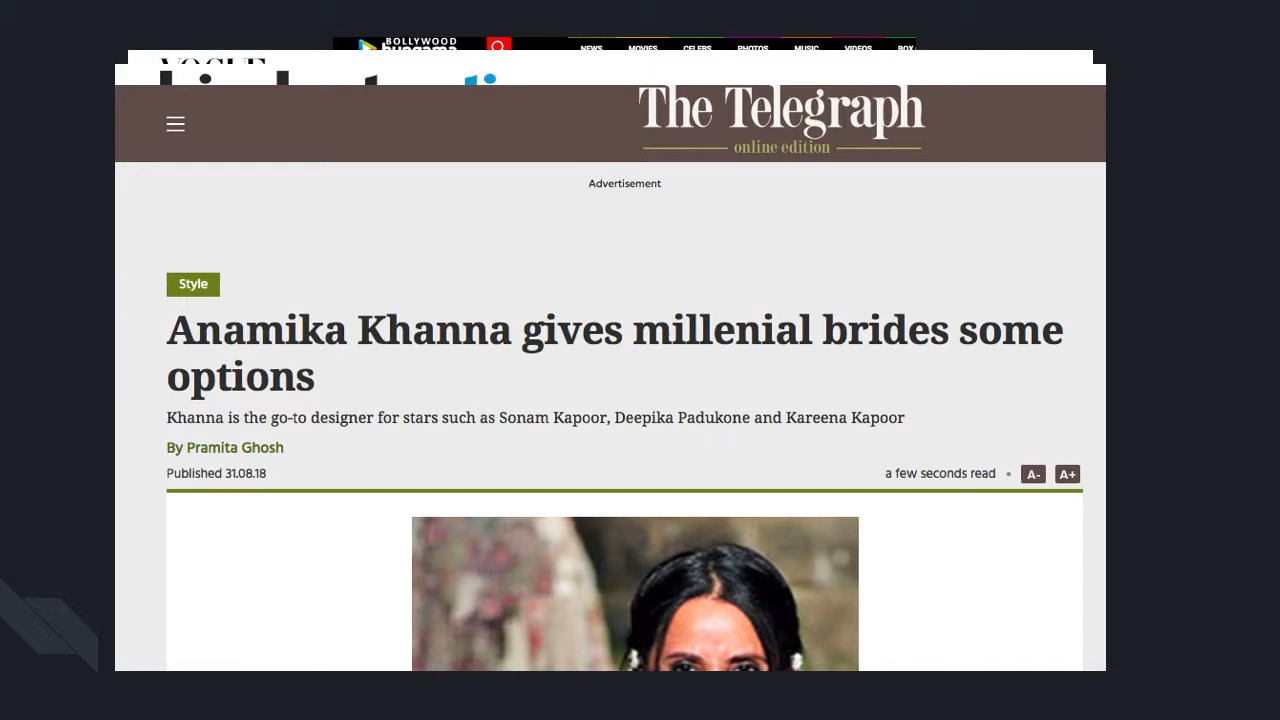 BOLLYWOOD
NEWS MOVIES CELEBS PHOTOS MUSIC VIDEOS
VOGUE
The Telegraph
online edition
Advertisement
Style
Anamika Khanna gives millenial brides some
options
Khanna is the go-to designer for stars such as Sonam Kapoor, Deepika Padukone and Kareena Kapoor
By Pramita Ghosh
Published 31.08.18
a few seconds read • A- A+